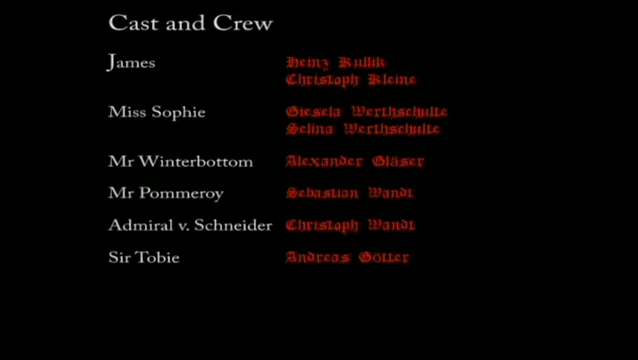 Cast and Crew
James Heinz Kullik
Christoph Kleine
Miss Sophie Giesela Werthschulte
Selina Werthschulte
Mr Winterbottom Alexander Gläser
Mr Pommeroy Sebastian Wandt
Admiral v. Schneider Christoph Wandt
Sir Tobie Andreas Götter